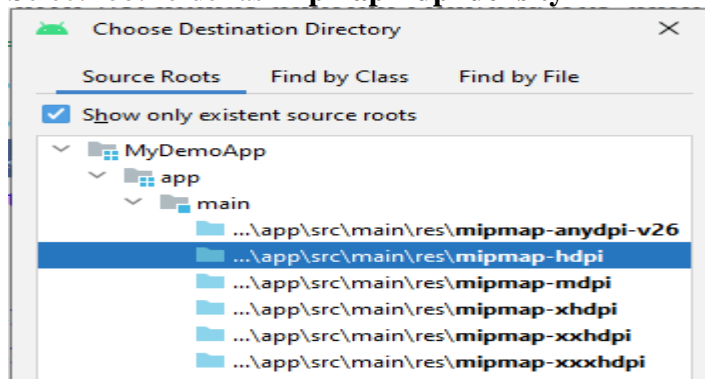 Choose Destination Directory
Source Roots Find by Class Find by File
Show only existent source roots
MyDemoApp
app
main
...\app\src\main\res\mipmap-anydpi-v26
...\app\src\main\res\mipmap-hdpi
...\app\src\main\res\mipmap-mdpi
...\app\src\main\res\mipmap-xhdpi
...\app\src\main\res\mipmap-xxhdpi
...\app\src\main\res\mipmap-xxxhdpi